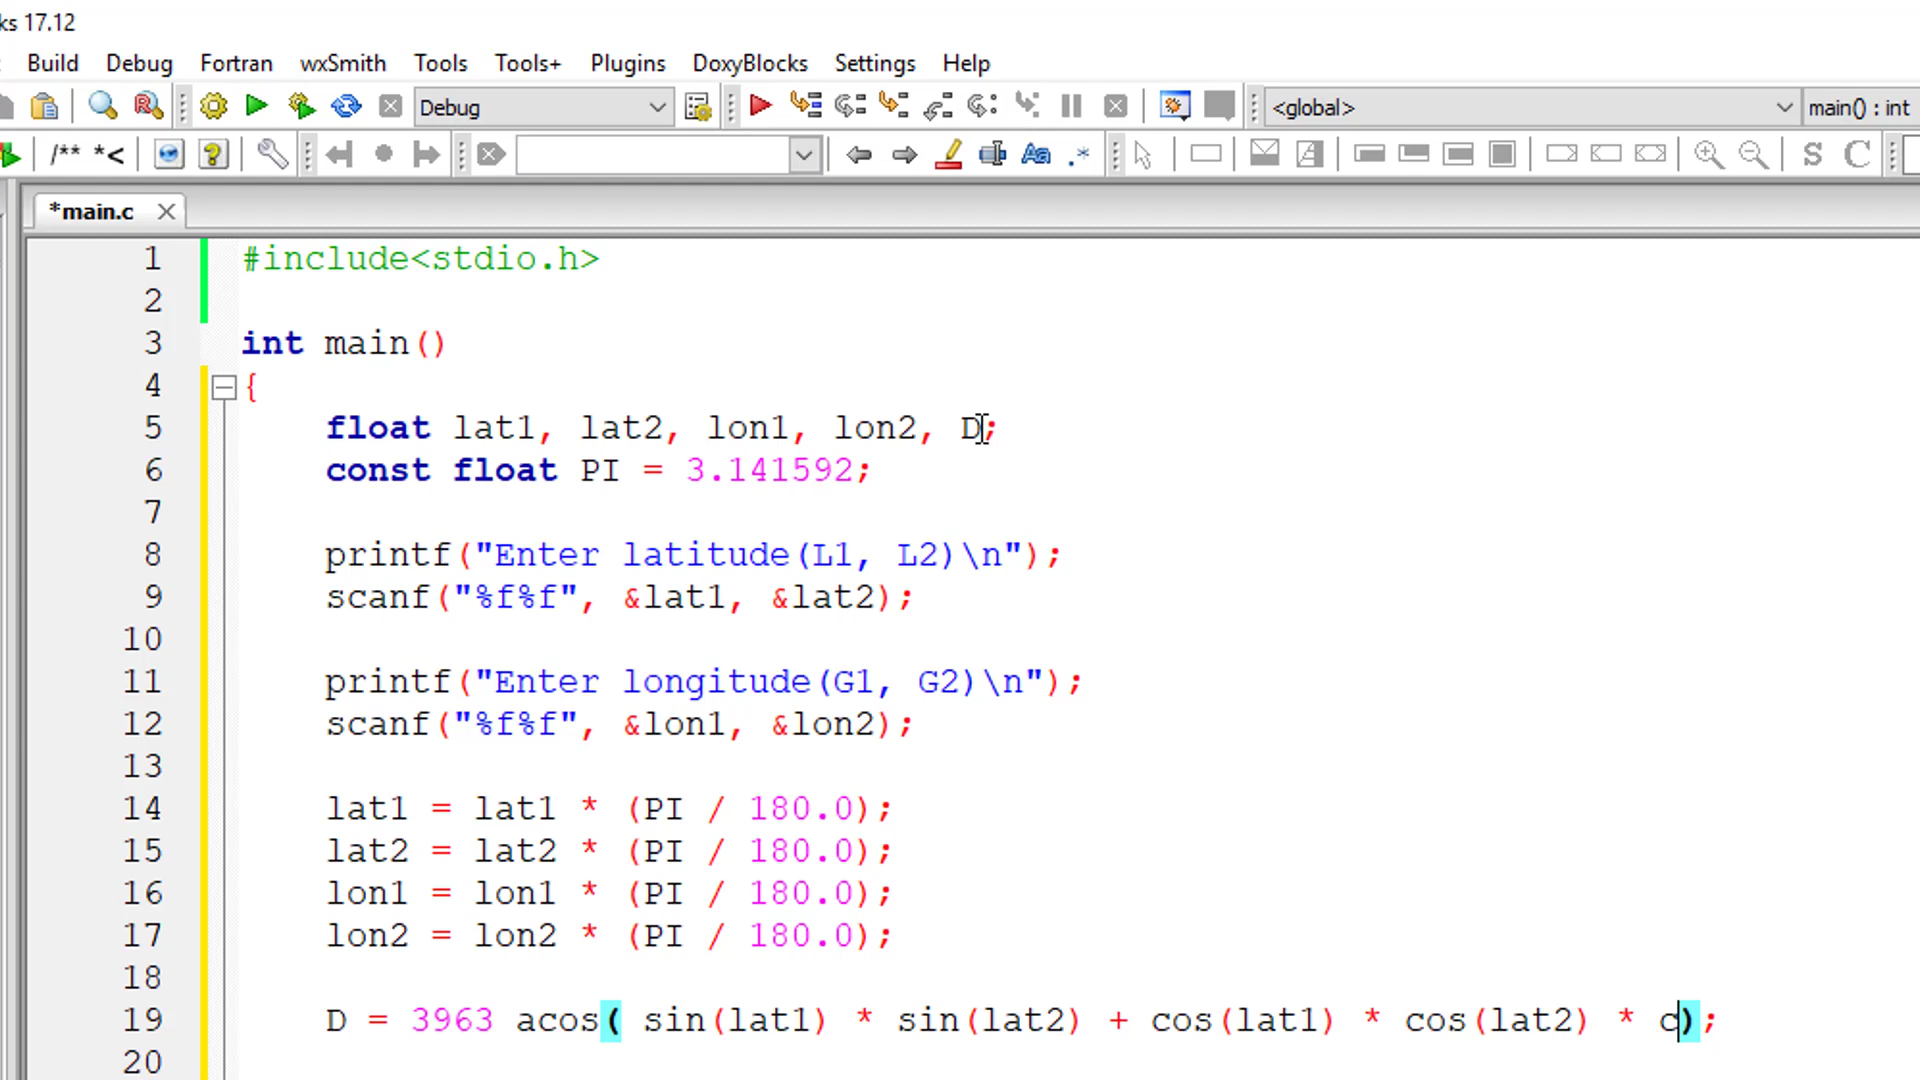 ks 17.12
Build Debug Fortran wxSmith Tools Tools+ Plugins DoxyBlocks Settings Help
Debug <global> main() : int
/** *< Aa .* S C
*main.c
1 #include<stdio.h>
2
3 int main()
4 {
5 float lat1, lat2, lon1, lon2, D;
6 const float PI = 3.141592;
7
8 printf("Enter latitude(L1, L2)\n");
9 scanf("%f%f", &lat1, &lat2);
10
11 printf("Enter longitude(G1, G2)\n");
12 scanf("%f%f", &lon1, &lon2);
13
14 lat1 = lat1 * (PI / 180.0);
15 lat2 = lat2 * (PI / 180.0);
16 lon1 = lon1 * (PI / 180.0);
17 lon2 = lon2 * (PI / 180.0);
18
19 D = 3963 acos( sin(lat1) * sin(lat2) + cos(lat1) * cos(lat2) * c);
20